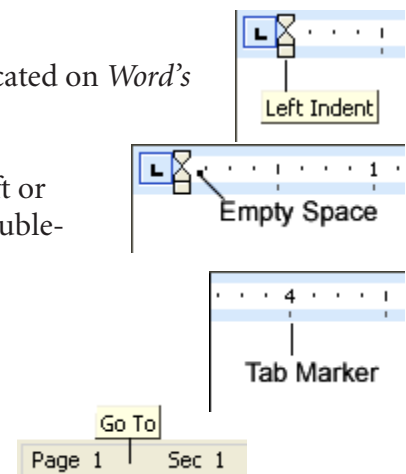 cated on Word's
Left Indent
ft or
uble-
1
Empty Space
4
Tab Marker
Go To
Page 1 Sec 1